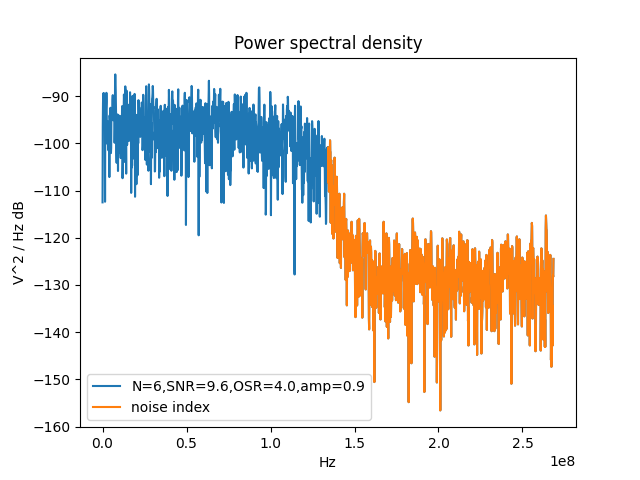 Power spectral density
V^2 / Hz dB
−90
−100
−110
−120
−130
−140
−150
−160
N=6,SNR=9.6,OSR=4.0,amp=0.9
noise index
0.0 0.5 1.0 1.5 2.0 2.5
1e8
Hz